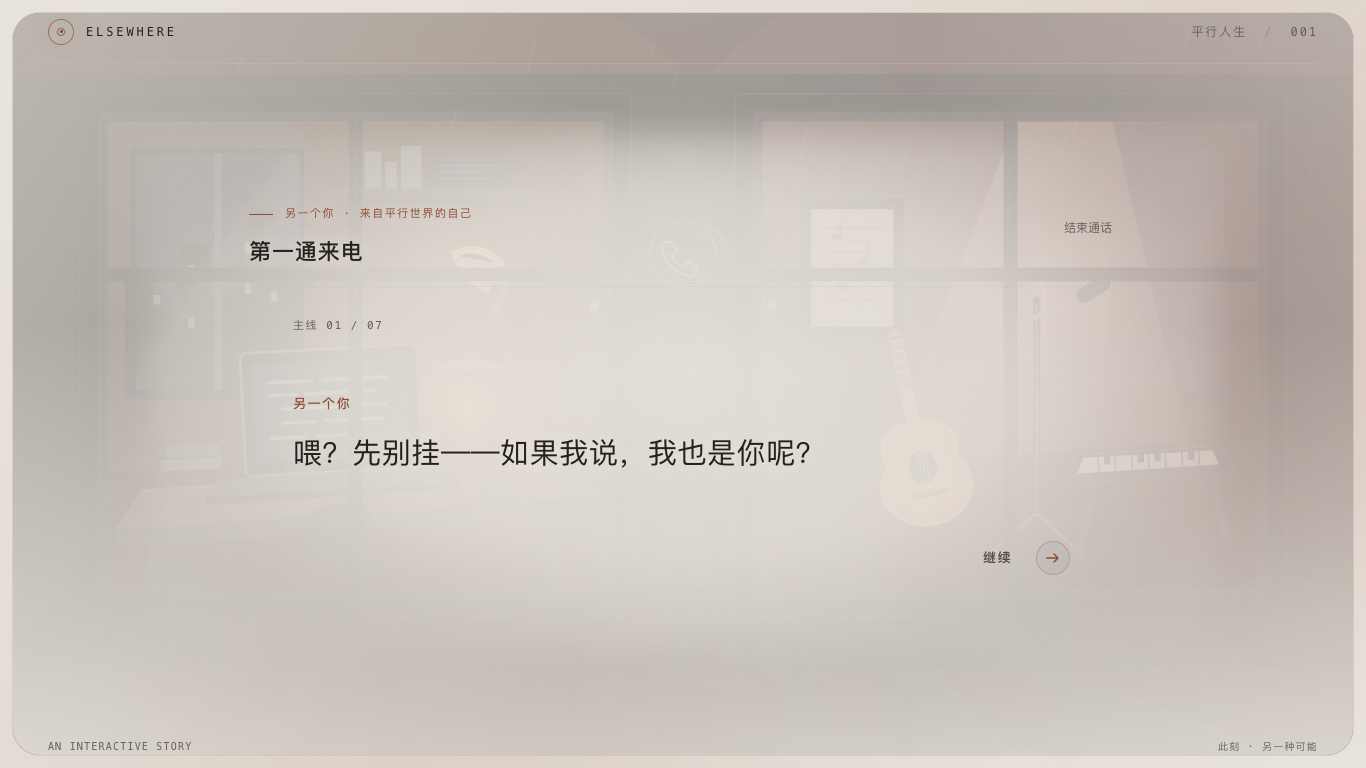 ELSEWHERE
平行人生 / 001
另一个你 · 来自平行世界的自己
第一通来电
结束通话
主线 01 / 07
另一个你
喂？先别挂——如果我说，我也是你呢？
继续
AN INTERACTIVE STORY
此刻 · 另一种可能